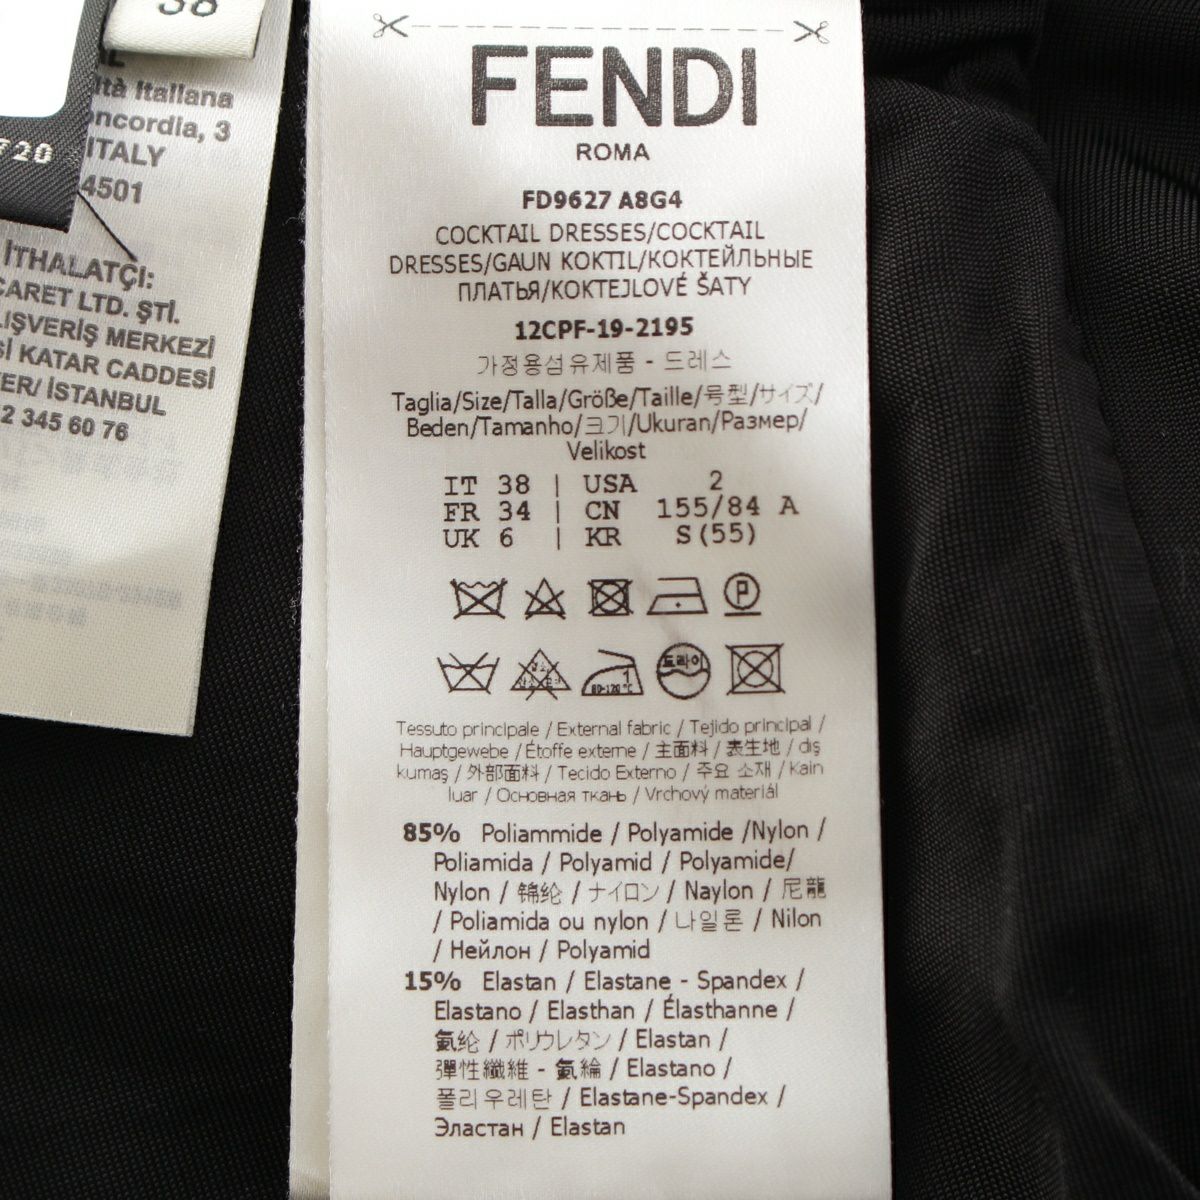 38
ità Italiana
oncordia, 3
ITALY
4501
720
İTHALATÇI:
CARET LTD. ŞTİ.
LIŞVERİŞ MERKEZİ
Sİ KATAR CADDESİ
YER/ İSTANBUL
2 345 60 76
FENDI
ROMA
FD9627 A8G4
COCKTAIL DRESSES/COCKTAIL
DRESSES/GAUN KOKTIL/КОКТЕЙЛЬНЫЕ
ПЛАТЬЯ/KOKTEJLOVÉ ŠATY
12CPF-19-2195
가정용섬유제품 - 드레스
Taglia/Size/Talla/Größe/Taille/号型/サイズ/
Beden/Tamanho/크기/Ukuran/Размер/
Velikost
IT 38 | USA 2
FR 34 | CN 155/84 A
UK 6 | KR S(55)
P
드라이
1
80-120°C
Tessuto principale / External fabric / Tejido principal /
Hauptgewebe / Étoffe externe / 主面料 / 表生地 / dış
kumaş / 外部面料 / Tecido Externo / 주요 소재 / Kain
luar / Основная ткань / Vrchový materiál
85% Poliammide / Polyamide /Nylon /
Poliamida / Polyamid / Polyamide/
Nylon / 锦纶 / ナイロン / Naylon / 尼龍
/ Poliamida ou nylon / 나일론 / Nilon
/ Нейлон / Polyamid
15% Elastan / Elastane - Spandex /
Elastano / Elasthan / Élasthanne /
氨纶 / ポリウレタン / Elastan /
彈性纖維 - 氨綸 / Elastano /
폴리우레탄 / Elastane-Spandex /
Эластан / Elastan